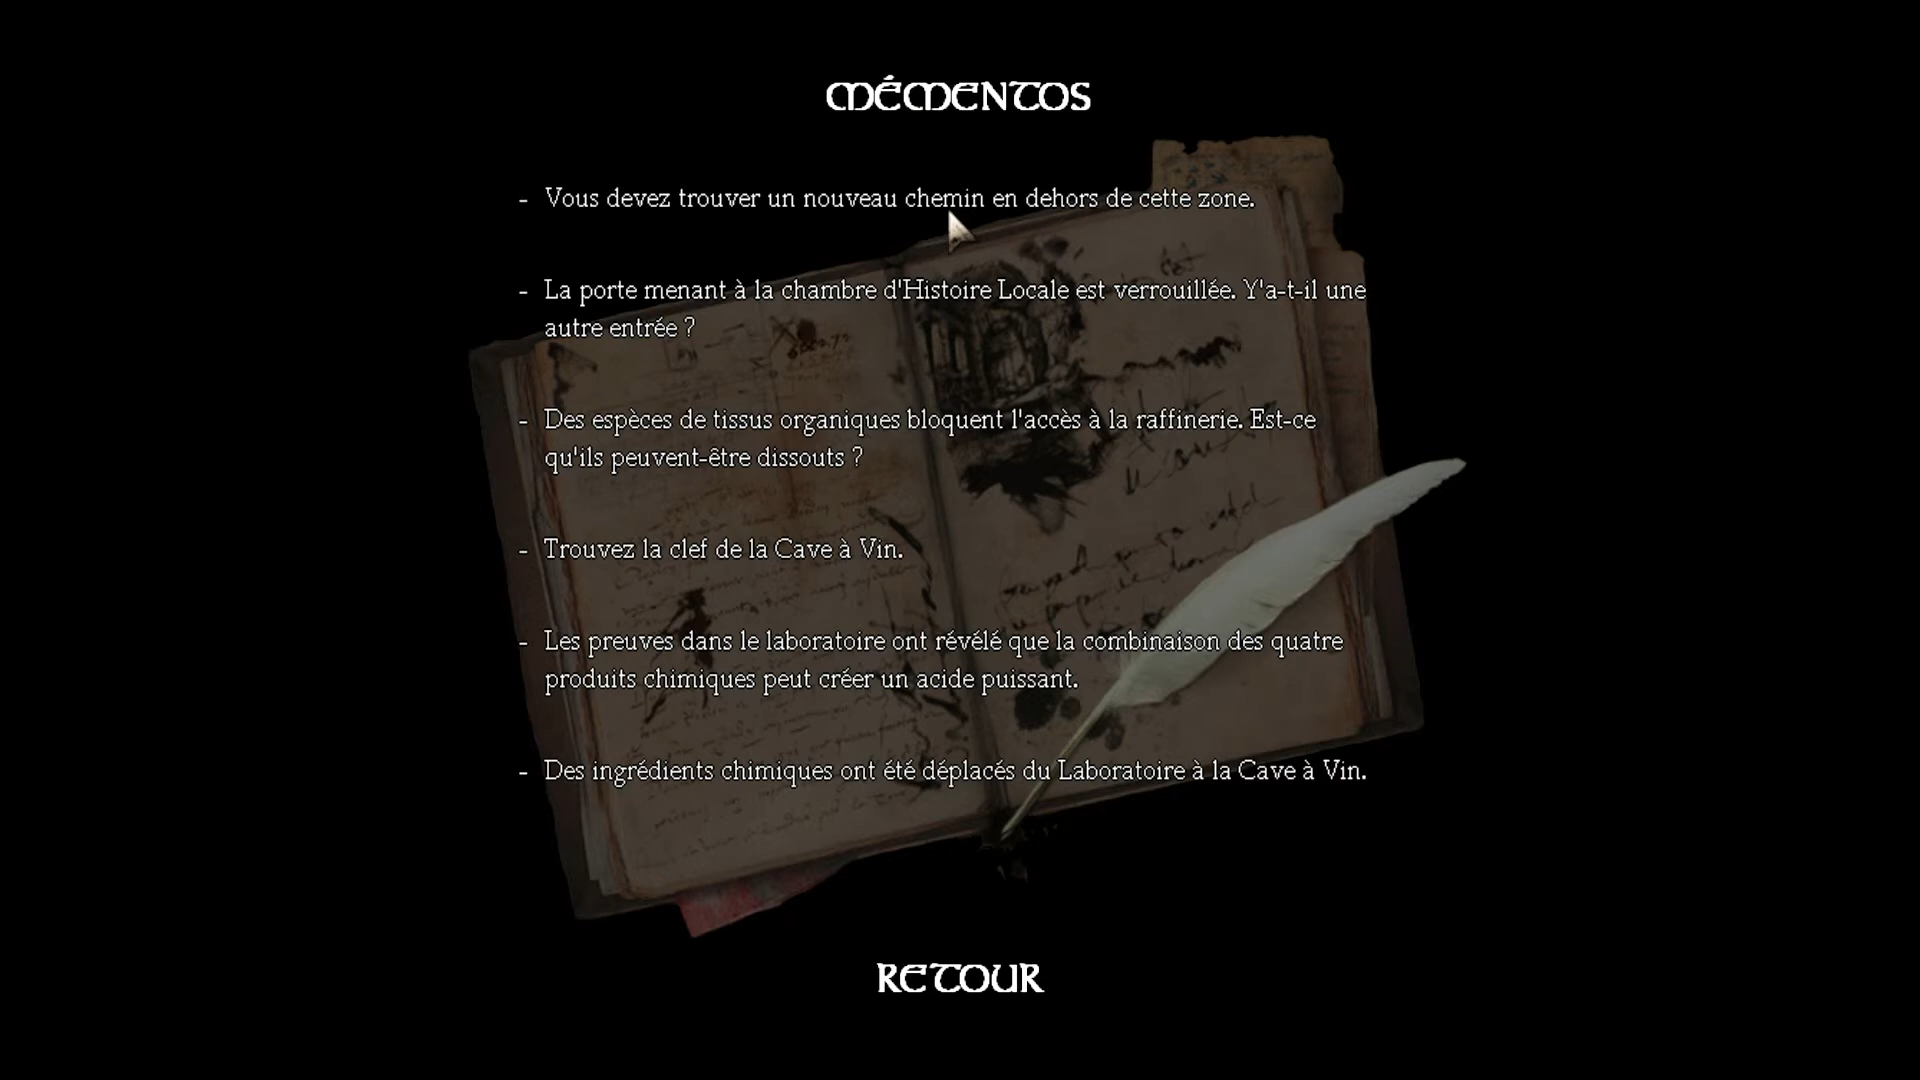 MÉMENTOS
- Vous devez trouver un nouveau chemin en dehors de cette zone.
- La porte menant à la chambre d'Histoire Locale est verrouillée. Y'a-t-il une
autre entrée ?
- Des espèces de tissus organiques bloquent l'accès à la raffinerie. Est-ce
qu'ils peuvent-être dissouts ?
- Trouvez la clef de la Cave à Vin.
- Les preuves dans le laboratoire ont révélé que la combinaison des quatre
produits chimiques peut créer un acide puissant.
- Des ingrédients chimiques ont été déplacés du Laboratoire à la Cave à Vin.
RETOUR